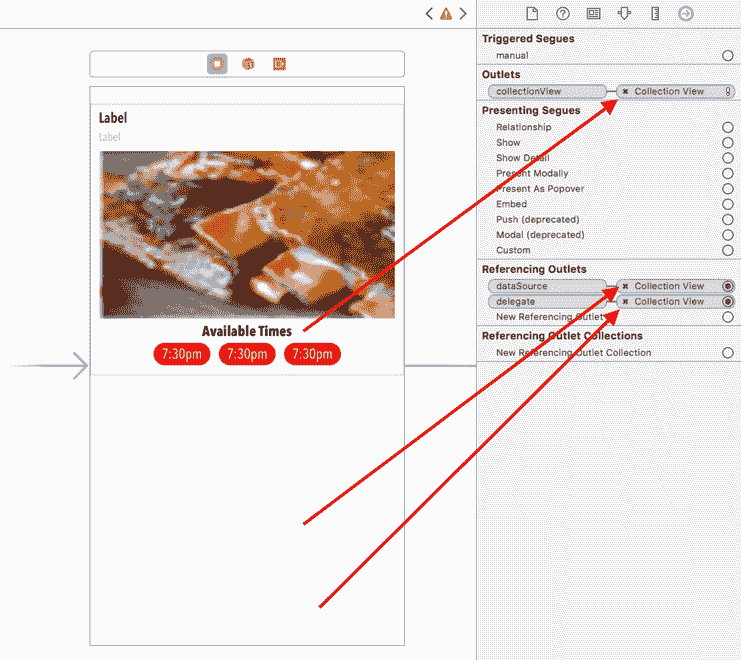 Triggered Segues
manual
Outlets
collectionView
Collection View
Presenting Segues
Relationship
Show
Show Detail
Present Modally
Present As Popover
Embed
Push (deprecated)
Modal (deprecated)
Custom
Referencing Outlets
dataSource
Collection View
delegate
Collection View
New Referencing Outlet
Referencing Outlet Collections
New Referencing Outlet Collection
Label
Label
Available Times
7:30pm 7:30pm 7:30pm